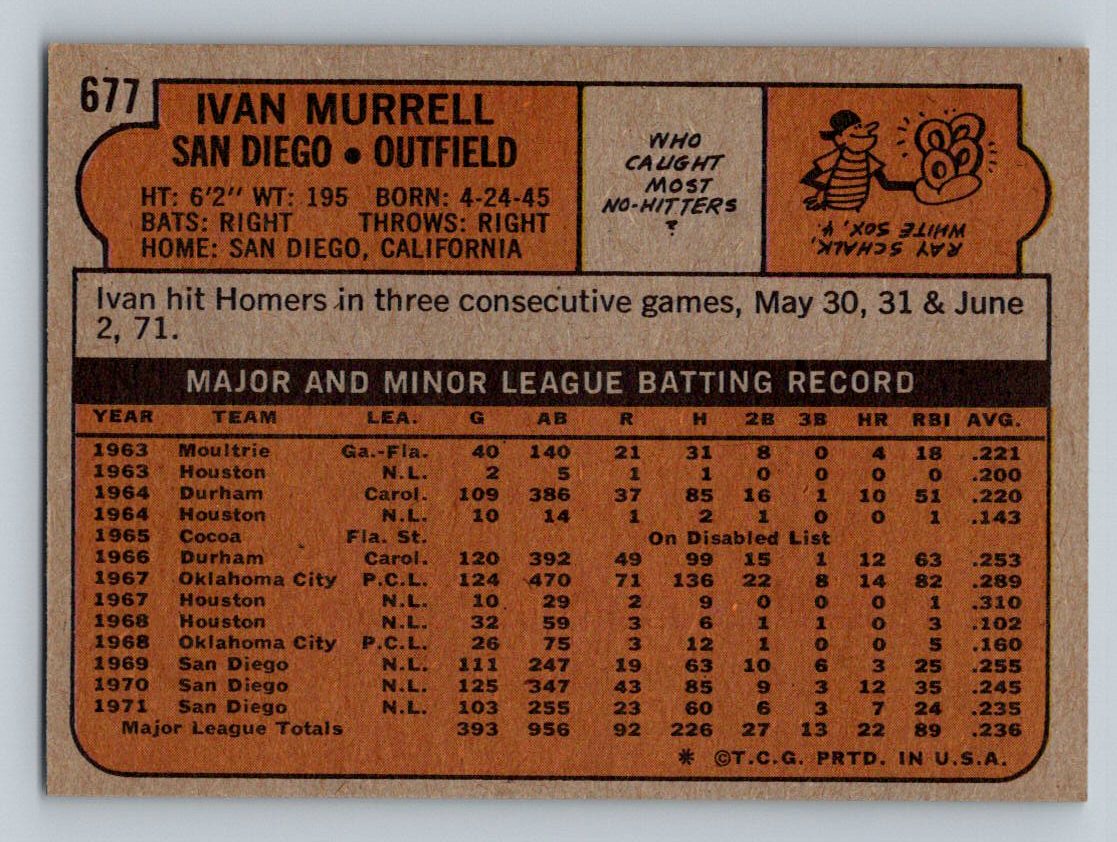 677
IVAN MURRELL
SAN DIEGO • OUTFIELD
HT: 6'2" WT: 195 BORN: 4-24-45
BATS: RIGHT THROWS: RIGHT
HOME: SAN DIEGO, CALIFORNIA
WHO
CAUGHT
MOST
NO-HITTERS
?
RAY SCHALK,
WHITE SOX, 4.
Ivan hit Homers in three consecutive games, May 30, 31 & June
2, 71.
MAJOR AND MINOR LEAGUE BATTING RECORD
YEAR TEAM LEA. G AB R H 2B 3B HR RBI AVG.
1963 Moultrie Ga.-Fla. 40 140 21 31 8 0 4 18 .221
1963 Houston N.L. 2 5 1 1 0 0 0 0 .200
1964 Durham Carol. 109 386 37 85 16 1 10 51 .220
1964 Houston N.L. 10 14 1 2 1 0 0 1 .143
1965 Cocoa Fla. St. On Disabled List
1966 Durham Carol. 120 392 49 99 15 1 12 63 .253
1967 Oklahoma City P.C.L. 124 470 71 136 22 8 14 82 .289
1967 Houston N.L. 10 29 2 9 0 0 0 1 .310
1968 Houston N.L. 32 59 3 6 1 1 0 3 .102
1968 Oklahoma City P.C.L. 26 75 3 12 1 0 0 5 .160
1969 San Diego N.L. 111 247 19 63 10 6 3 25 .255
1970 San Diego N.L. 125 347 43 85 9 3 12 35 .245
1971 San Diego N.L. 103 255 23 60 6 3 7 24 .235
Major League Totals 393 956 92 226 27 13 22 89 .236
* ©T.C.G. PRTD. IN U.S.A.